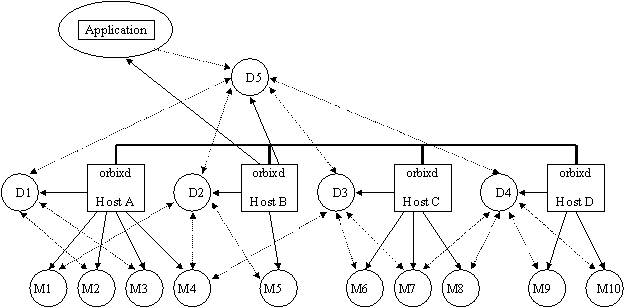 Application
D5
orbixd
orbixd
orbixd
orbixd
D1
Host A
D2
Host B
D3
Host C
D4
Host D
M1
M2
M3
M4
M5
M6
M7
M8
M9
M10